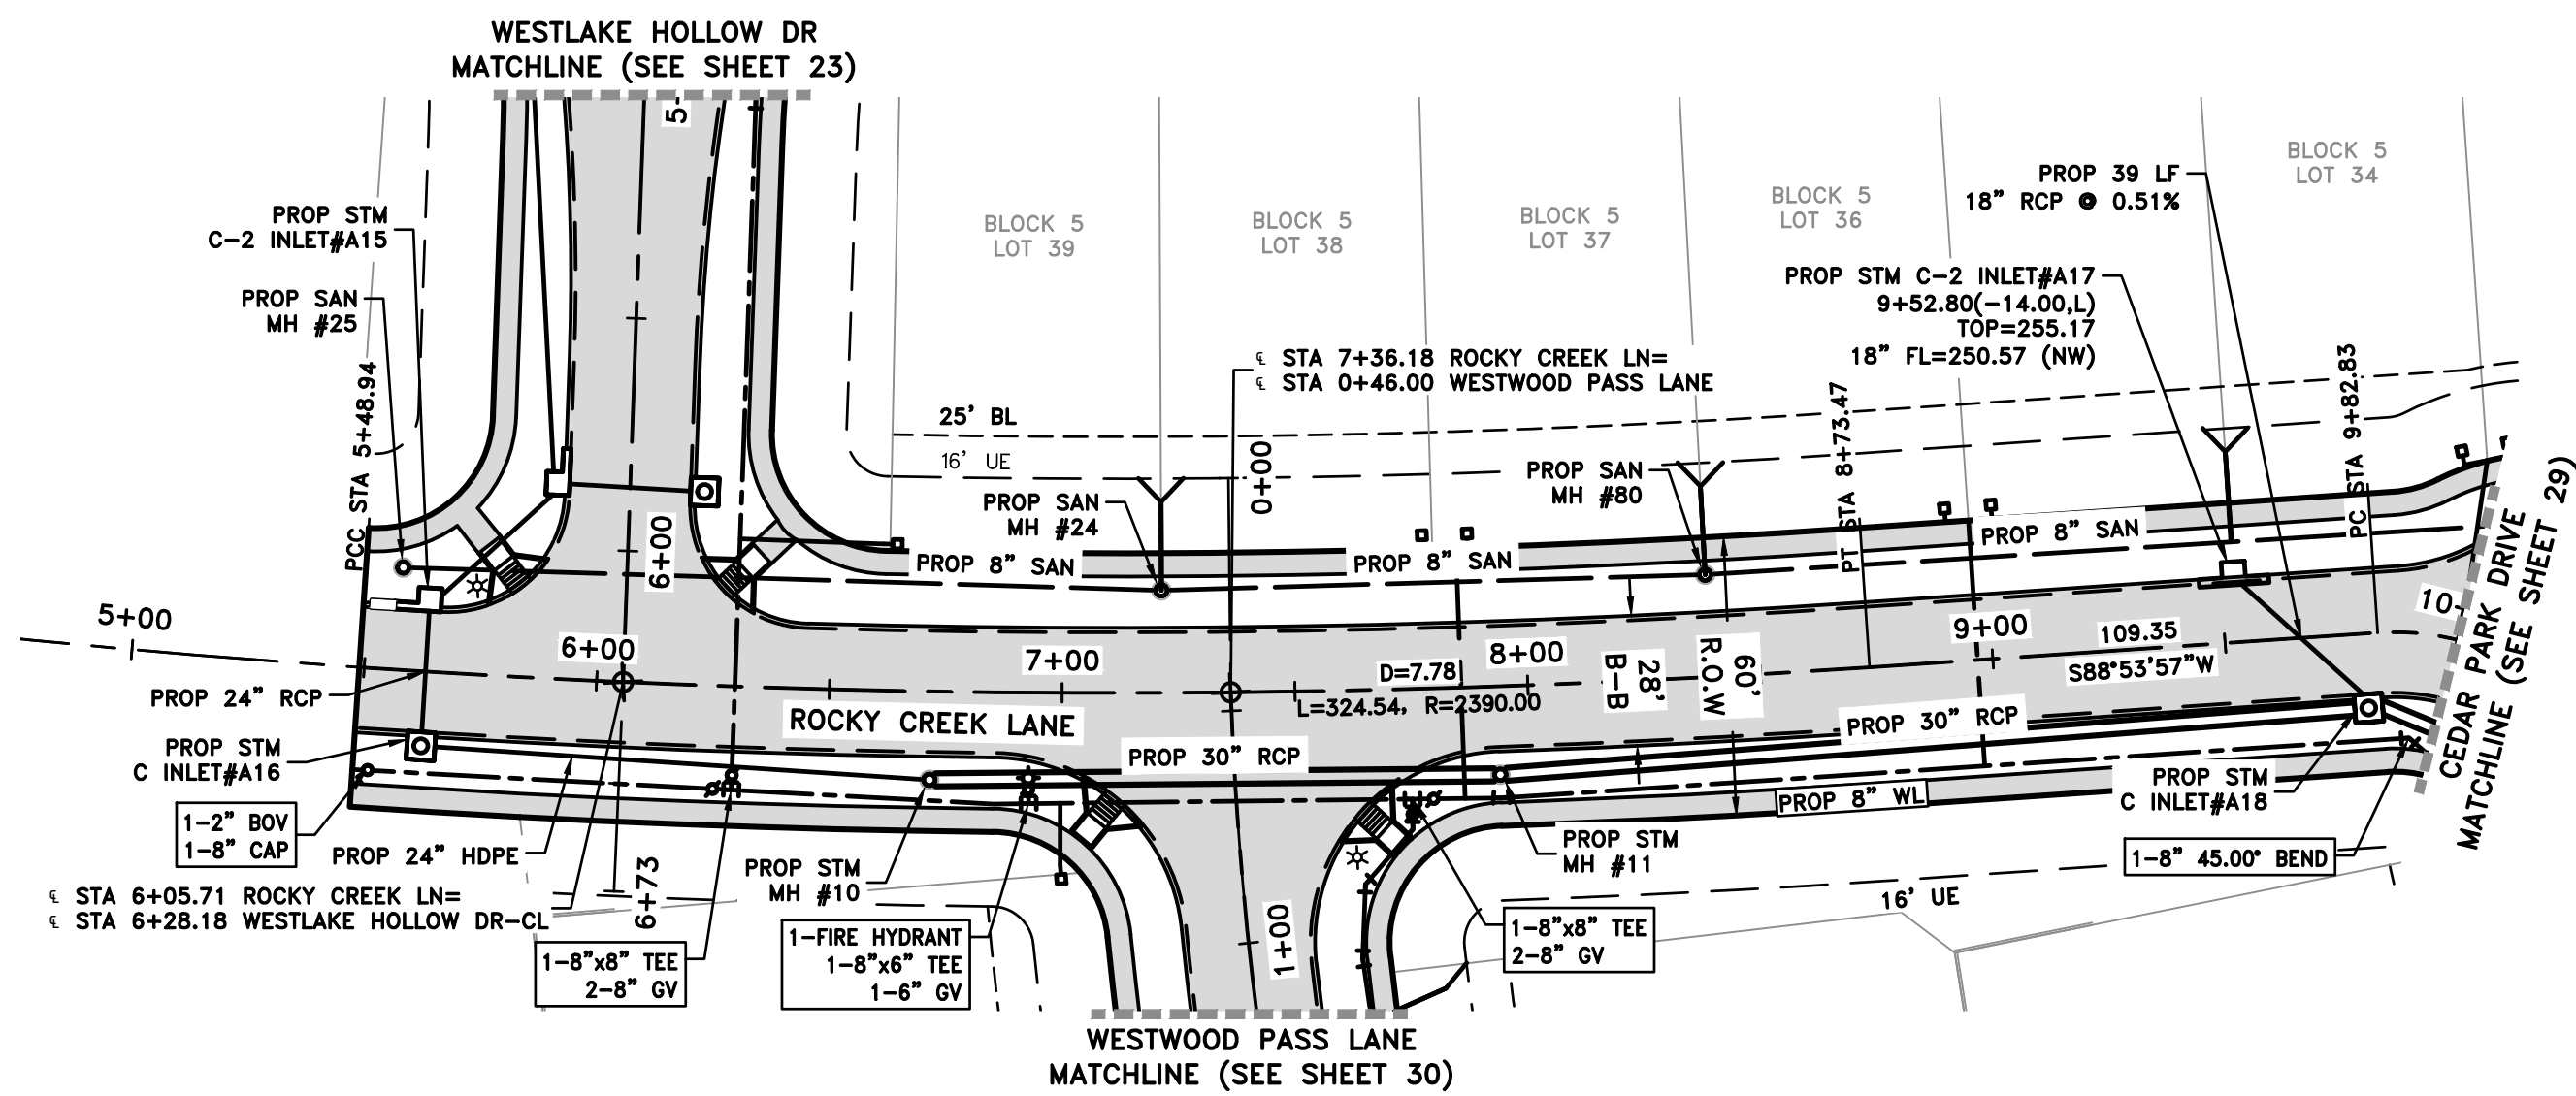 WESTLAKE HOLLOW DR
MATCHLINE (SEE SHEET 23)
5-
PROP STM
C-2 INLET#A15
PROP SAN
MH #25
PCC STA 5+48.94
BLOCK 5
LOT 39
BLOCK 5
LOT 38
BLOCK 5
LOT 37
BLOCK 5
LOT 36
BLOCK 5
LOT 34
PROP 39 LF
18" RCP @ 0.51%
PROP STM C-2 INLET#A17
9+52.80(-14.00,L)
TOP=255.17
18" FL=250.57 (NW)
℄ STA 7+36.18 ROCKY CREEK LN=
℄ STA 0+46.00 WESTWOOD PASS LANE
25' BL
16' UE
0+00
PROP SAN
MH #24
PROP SAN
MH #80
PT STA 8+73.47
PC STA 9+82.83
PROP 8" SAN
PROP 8" SAN
PROP 8" SAN
5+00
6+00
6+00
7+00
8+00
9+00
10-
D=7.78
L=324.54, R=2390.00
28'
B-B
60'
R.O.W
109.35
S88°53'57"W
CEDAR PARK DRIVE
MATCHLINE (SEE SHEET 29)
PROP 24" RCP
ROCKY CREEK LANE
PROP 30" RCP
PROP 30" RCP
PROP STM
C INLET#A16
1-2" BOV
1-8" CAP
PROP 24" HDPE
℄ STA 6+05.71 ROCKY CREEK LN=
℄ STA 6+28.18 WESTLAKE HOLLOW DR-CL
6+73
1-8"x8" TEE
2-8" GV
PROP STM
MH #10
1-FIRE HYDRANT
1-8"x6" TEE
1-6" GV
1+00
PROP STM
MH #11
1-8"x8" TEE
2-8" GV
PROP 8" WL
PROP STM
C INLET#A18
1-8" 45.00° BEND
16' UE
WESTWOOD PASS LANE
MATCHLINE (SEE SHEET 30)